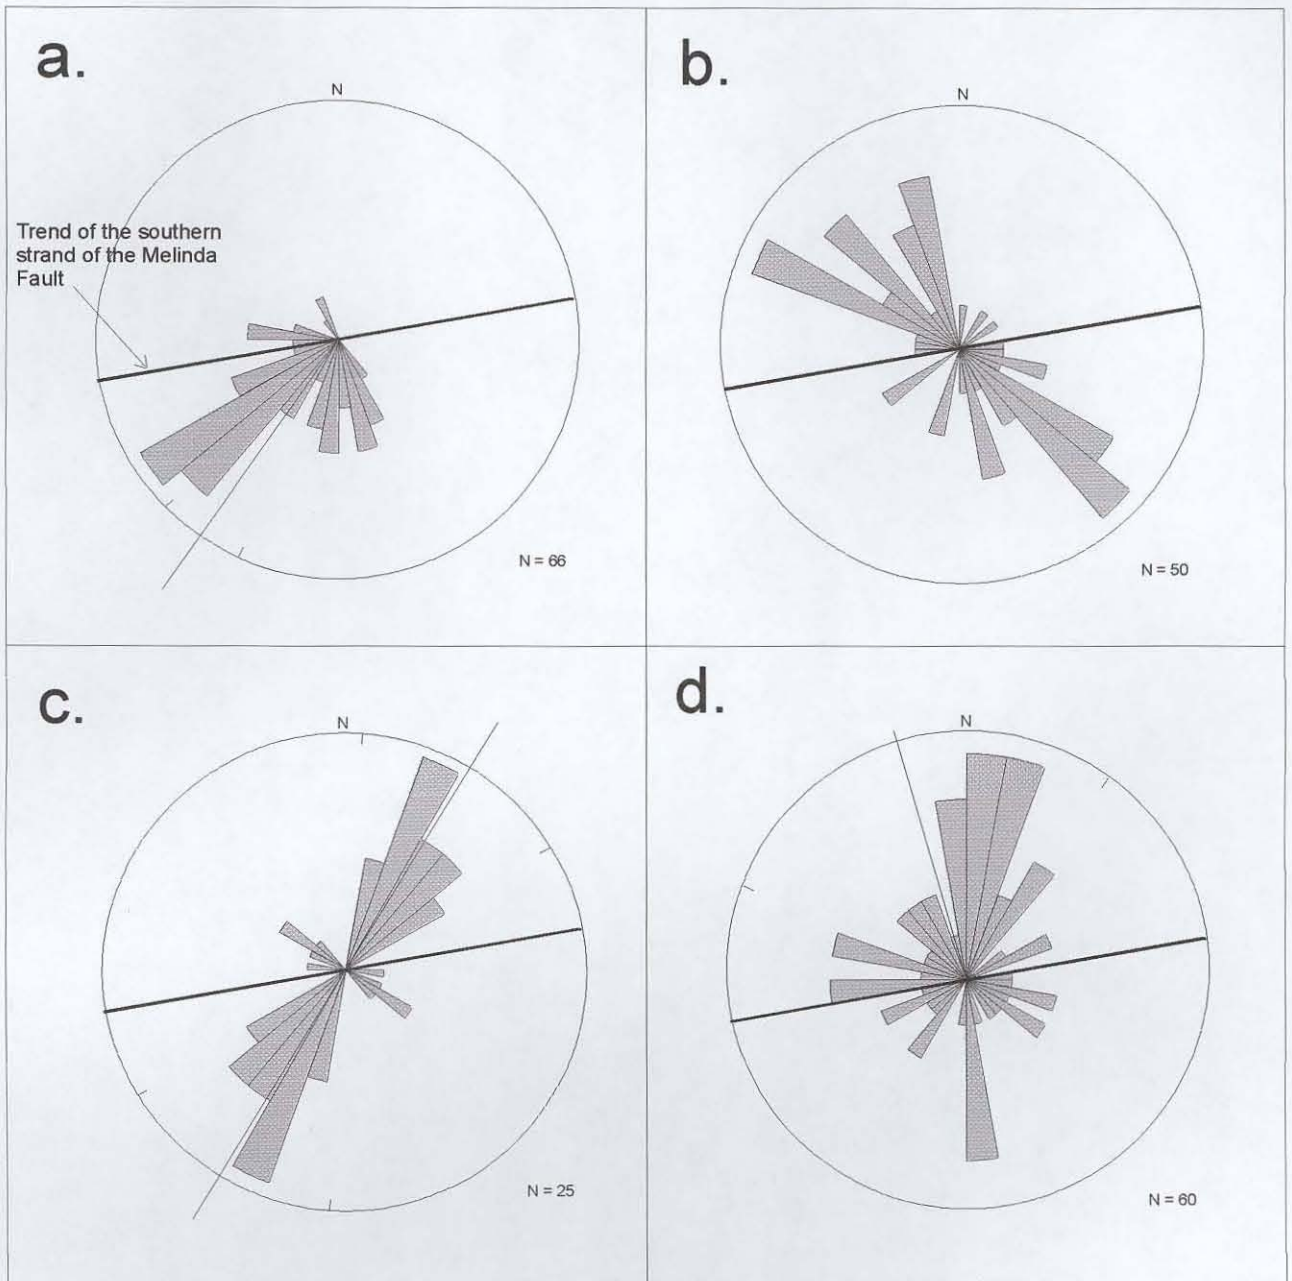 a.
N
Trend of the southern
strand of the Melinda
Fault
N = 66
b.
N
N = 50
c.
N
N = 25
d.
N
N = 60